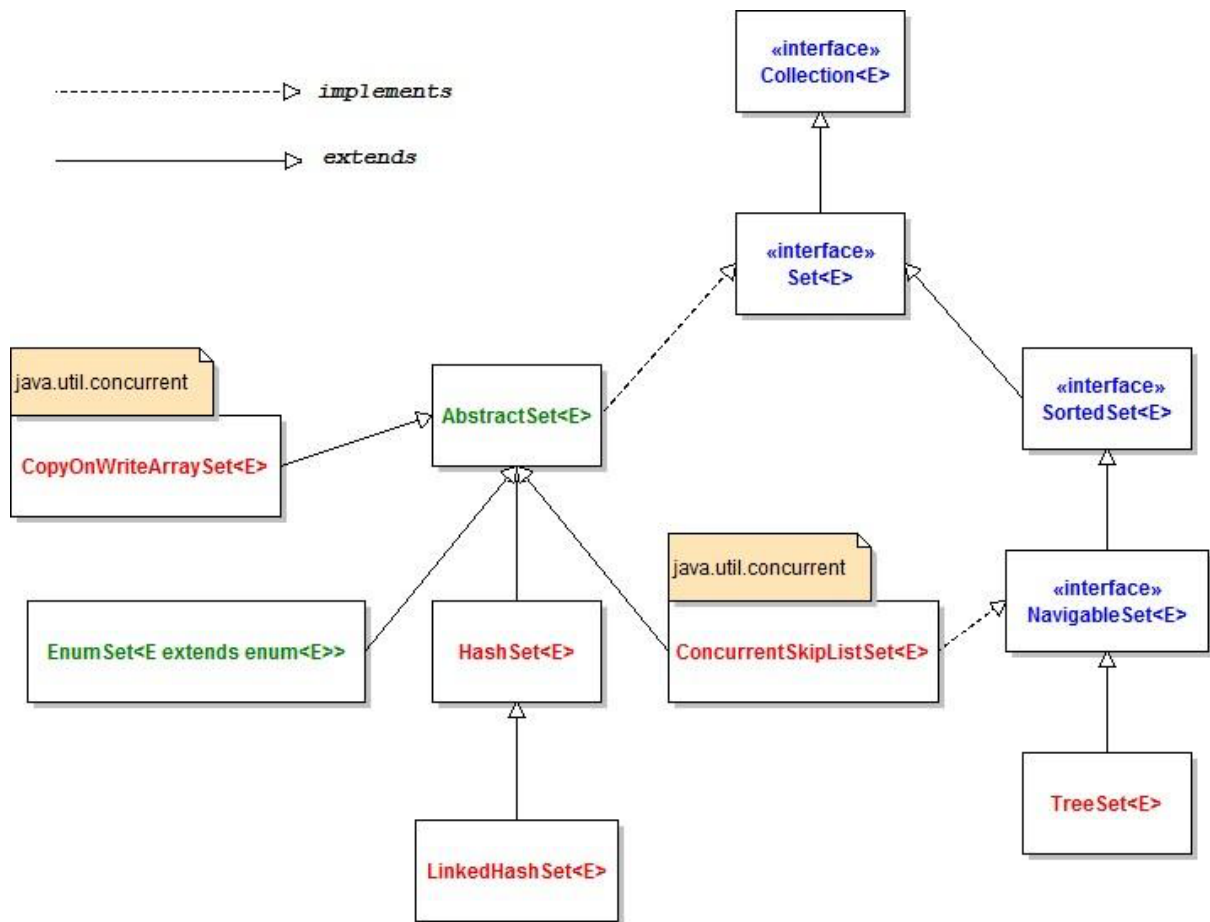 «interface»
Collection<E>
implements
extends
«interface»
Set<E>
java.util.concurrent
CopyOnWriteArraySet<E>
AbstractSet<E>
«interface»
SortedSet<E>
java.util.concurrent
«interface»
NavigableSet<E>
EnumSet<E extends enum<E>>
HashSet<E>
ConcurrentSkipListSet<E>
TreeSet<E>
LinkedHashSet<E>